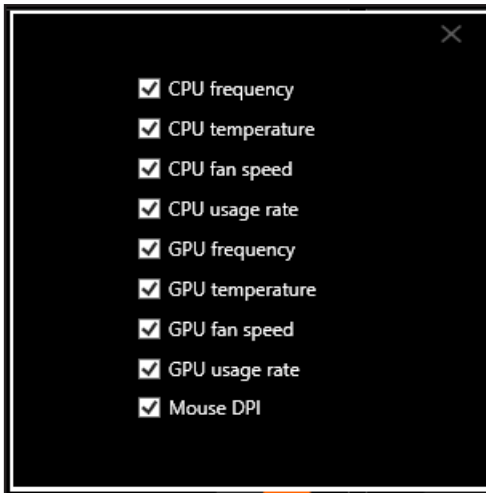 CPU frequency
CPU temperature
CPU fan speed
CPU usage rate
GPU frequency
GPU temperature
GPU fan speed
GPU usage rate
Mouse DPI